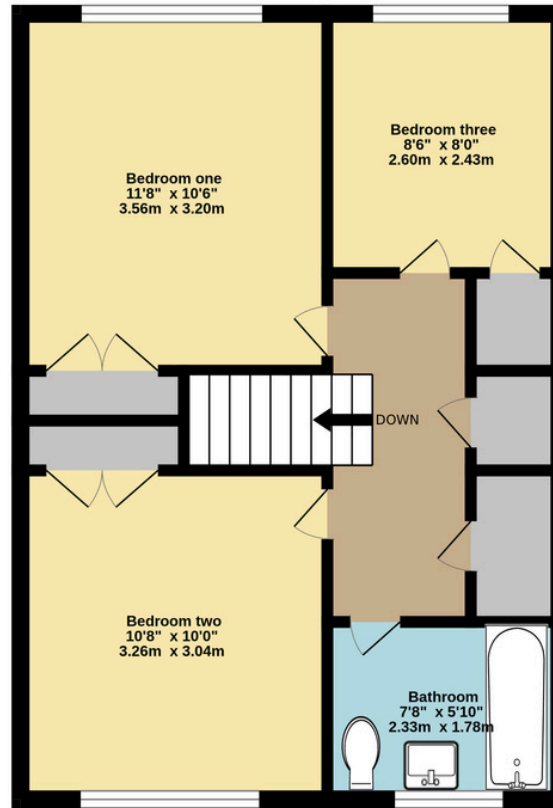 Bedroom one
11'8" x 10'6"
3.56m x 3.20m
Bedroom three
8'6" x 8'0"
2.60m x 2.43m
DOWN
Bedroom two
10'8" x 10'0"
3.26m x 3.04m
Bathroom
7'8" x 5'10"
2.33m x 1.78m